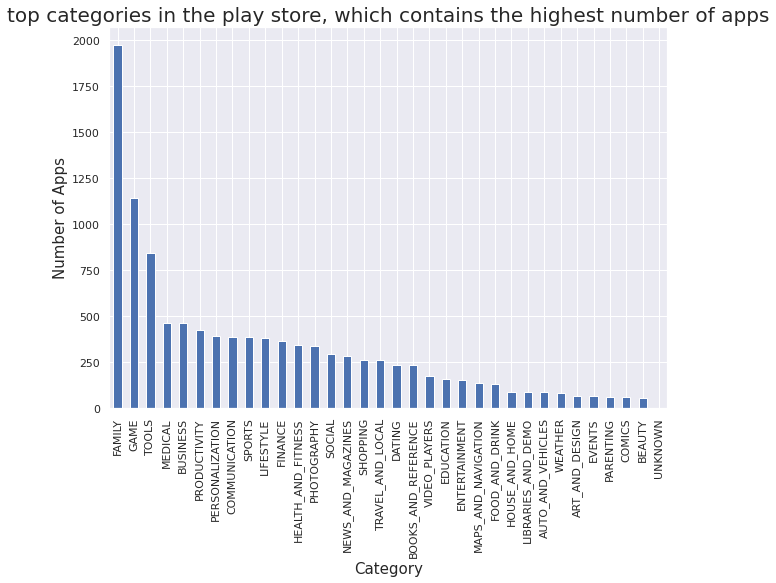 top categories in the play store, which contains the highest number of apps
2000
1750
1500
1250
1000
750
500
250
0
Number of Apps
FAMILY
GAME
TOOLS
MEDICAL
BUSINESS
PRODUCTIVITY
PERSONALIZATION
COMMUNICATION
SPORTS
LIFESTYLE
FINANCE
HEALTH_AND_FITNESS
PHOTOGRAPHY
SOCIAL
NEWS_AND_MAGAZINES
SHOPPING
TRAVEL_AND_LOCAL
DATING
BOOKS_AND_REFERENCE
VIDEO_PLAYERS
EDUCATION
ENTERTAINMENT
MAPS_AND_NAVIGATION
FOOD_AND_DRINK
HOUSE_AND_HOME
LIBRARIES_AND_DEMO
AUTO_AND_VEHICLES
WEATHER
ART_AND_DESIGN
EVENTS
PARENTING
COMICS
BEAUTY
UNKNOWN
Category